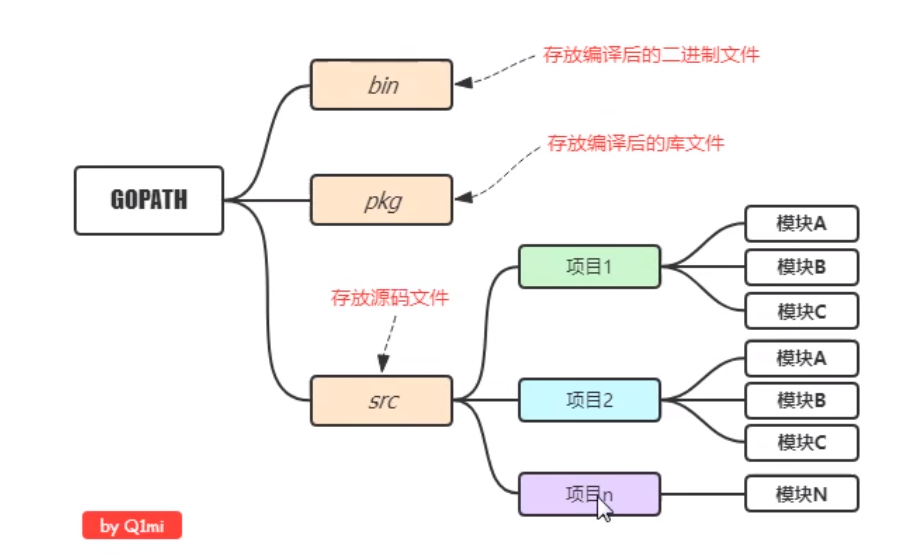 存放编译后的二进制文件
bin
存放编译后的库文件
GOPATH
pkg
模块A
项目1
模块B
存放源码文件
模块C
模块A
src
项目2
模块B
模块C
项目n
模块N
by Q1mi